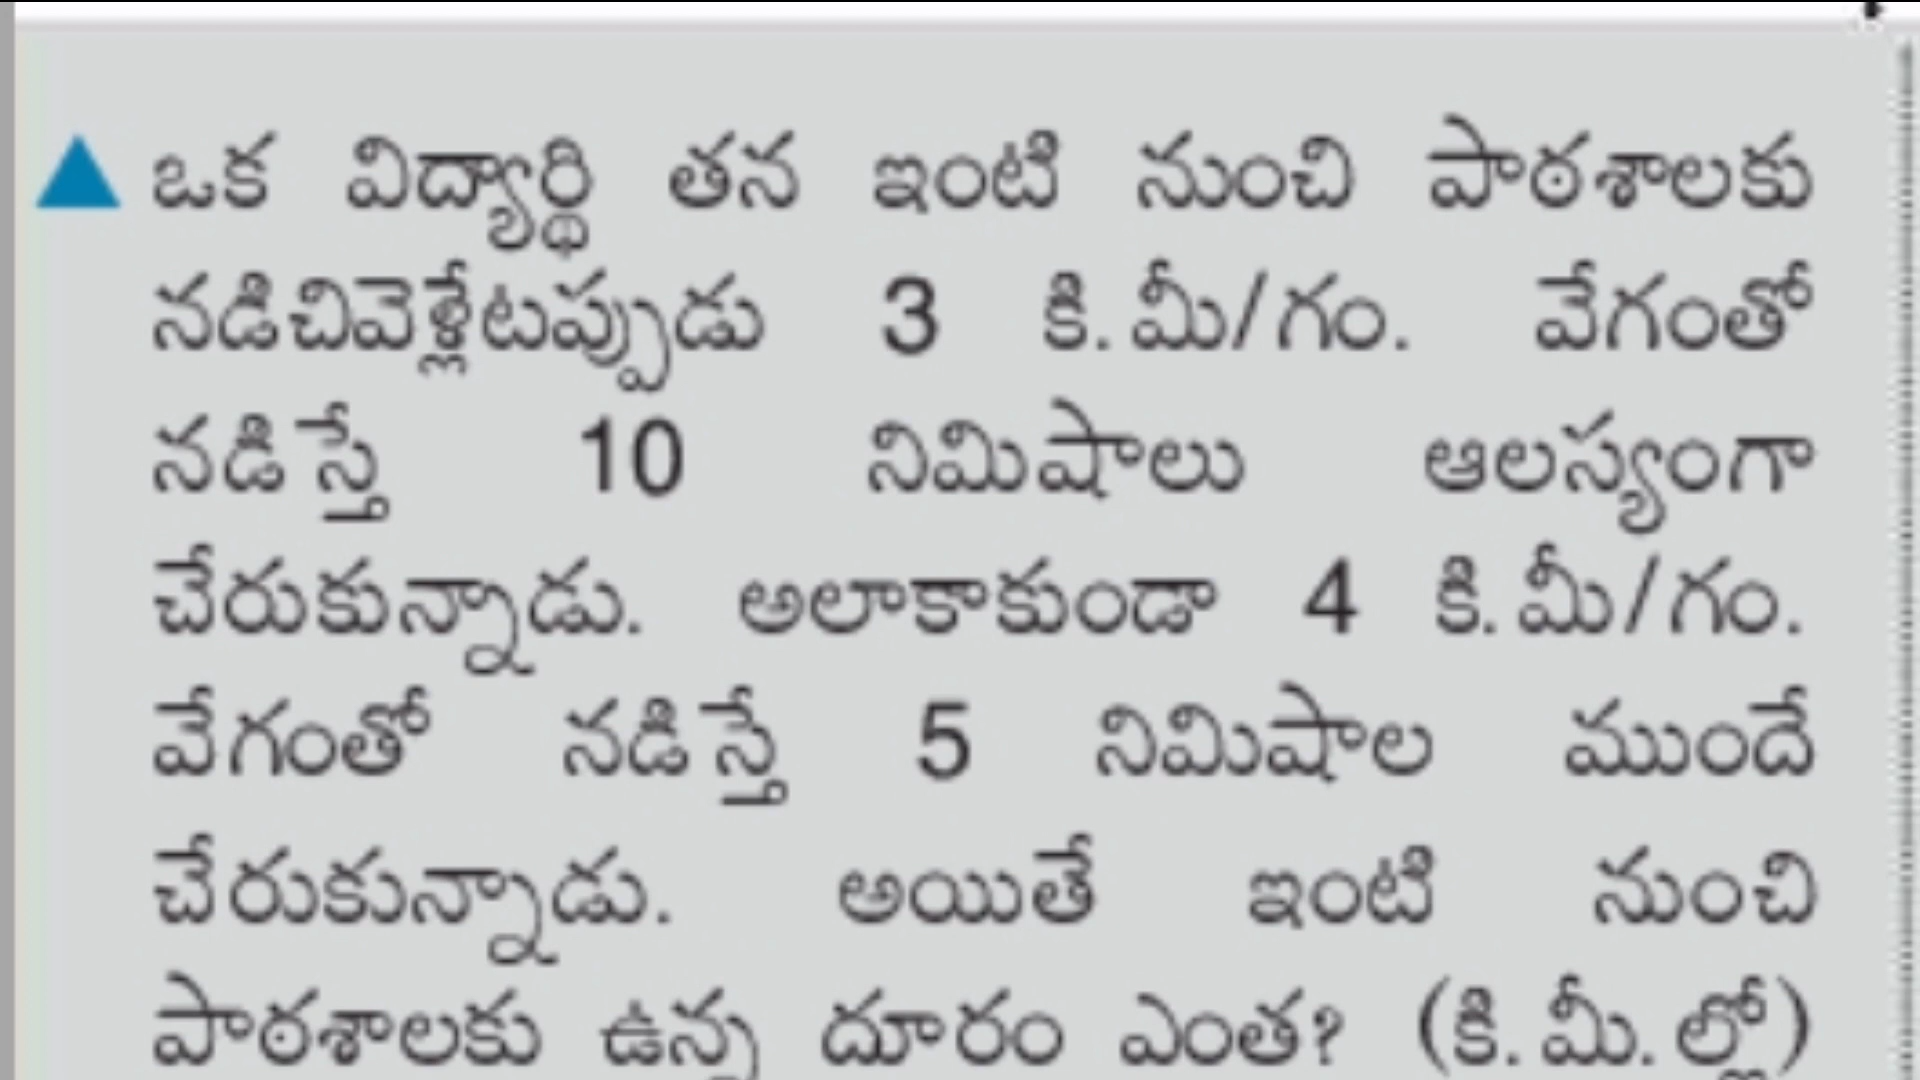 ▲ ఒక విద్యార్థి తన ఇంటి నుంచి పాఠశాలకు
నడిచివెళ్లేటప్పుడు 3 కి.మీ/గం. వేగంతో
నడిస్తే 10 నిమిషాలు ఆలస్యంగా
చేరుకున్నాడు. అలాకాకుండా 4 కి.మీ/గం.
వేగంతో నడిస్తే 5 నిమిషాల ముందే
చేరుకున్నాడు. అయితే ఇంటి నుంచి
పాఠశాలకు ఉన్న దూరం ఎంత? (కి.మీ.ల్లో)